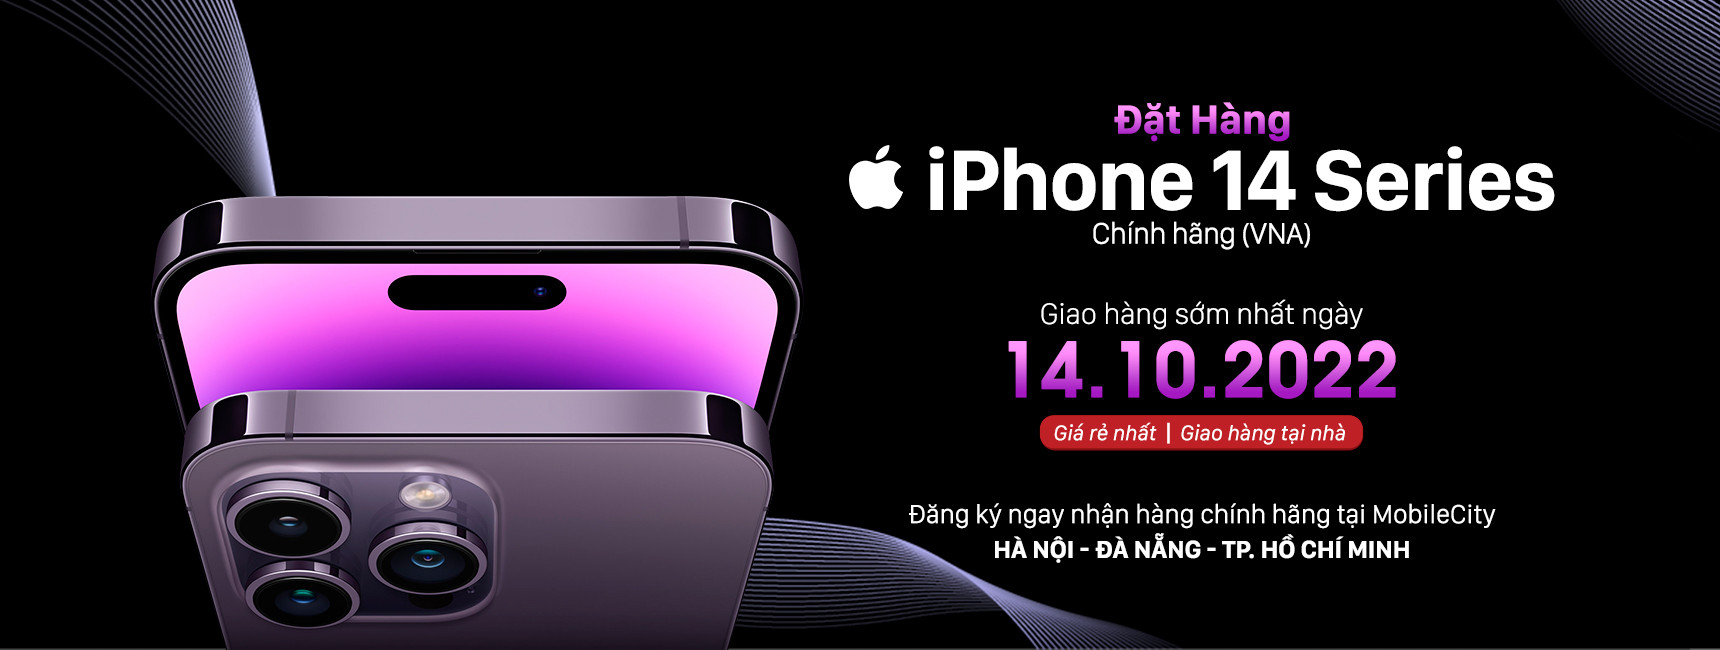 Đặt Hàng
iPhone 14 Series
Chính hãng (VNA)
Giao hàng sớm nhất ngày
14.10.2022
Giá rẻ nhất | Giao hàng tại nhà
Đăng ký ngay nhận hàng chính hãng tại MobileCity
HÀ NỘI - ĐÀ NẴNG - TP. HỒ CHÍ MINH